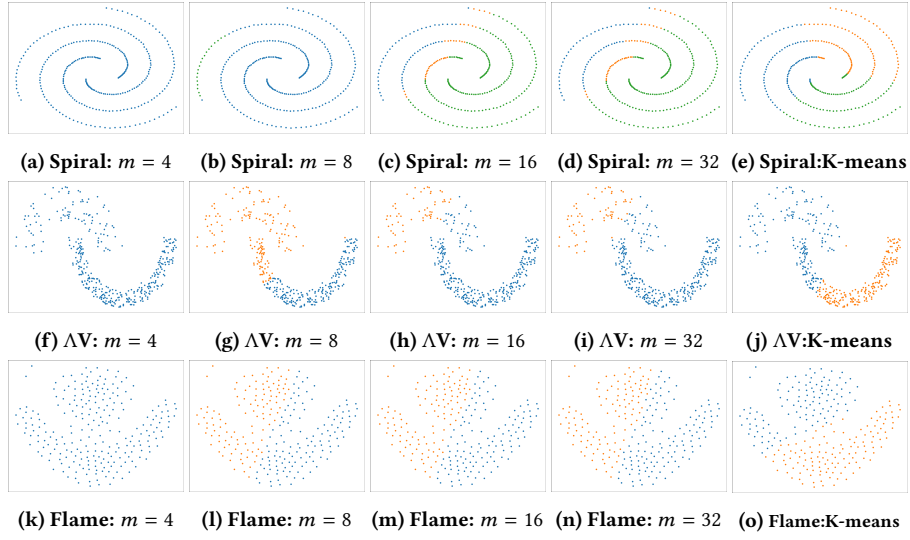 (a) Spiral: m = 4 (b) Spiral: m = 8 (c) Spiral: m = 16 (d) Spiral: m = 32 (e) Spiral:K-means
(f) ΛV: m = 4 (g) ΛV: m = 8 (h) ΛV: m = 16 (i) ΛV: m = 32 (j) ΛV:K-means
(k) Flame: m = 4 (l) Flame: m = 8 (m) Flame: m = 16 (n) Flame: m = 32 (o) Flame:K-means